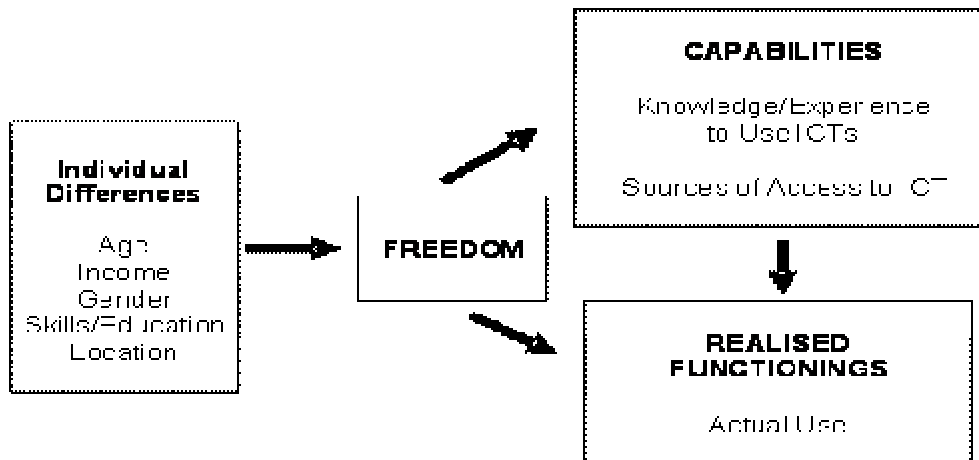 Individual
Differences
Age
Income
Gender
Skills/Education
Location
FREEDOM
CAPABILITIES
Knowledge/Experience
to Use ICTs
Sources of Access to ICT
REALISED
FUNCTIONINGS
Actual Use